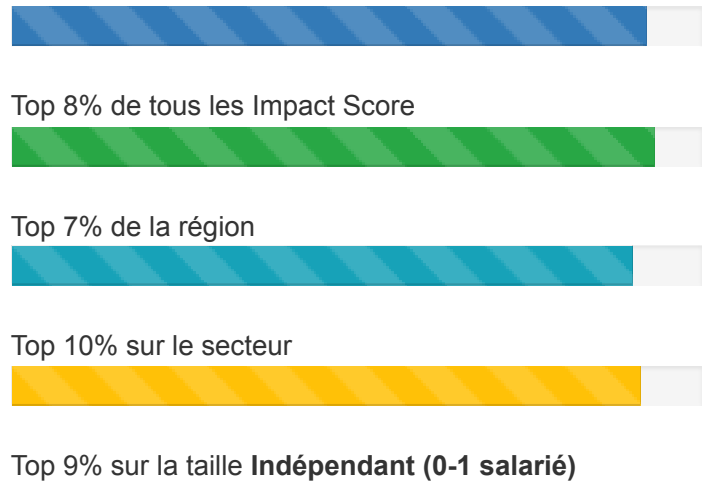 Top 8% de tous les Impact Score
Top 7% de la région
Top 10% sur le secteur
Top 9% sur la taille Indépendant (0-1 salarié)